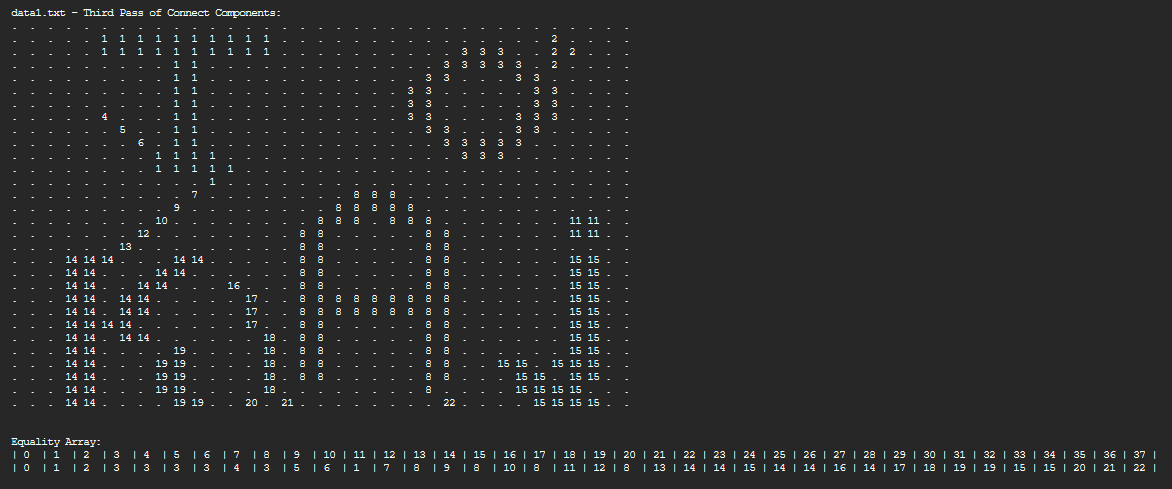 data1.txt - Third Pass of Connect Components:
. . . . . . . . . . . . . . . . . . . . . . . . . . . . . . . . . . .
. . . . . 1 1 1 1 1 1 1 1 1 1 . . . . . . . . . . . . . . . 2 . . . .
. . . . . 1 1 1 1 1 1 1 1 1 1 . . . . . . . . . . 3 3 3 . . 2 2 . . .
. . . . . . . . . 1 1 . . . . . . . . . . . . . 3 3 3 3 3 . 2 . . . .
. . . . . . . . . 1 1 . . . . . . . . . . . . 3 3 . . . 3 3 . . . . .
. . . . . . . . . 1 1 . . . . . . . . . . . 3 3 . . . . . 3 3 . . . .
. . . . . . . . . 1 1 . . . . . . . . . . . 3 3 . . . . . 3 3 . . . .
. . . . . 4 . . . 1 1 . . . . . . . . . . . 3 3 . . . . 3 3 3 . . . .
. . . . . . 5 . . 1 1 . . . . . . . . . . . . 3 3 . . . 3 3 . . . . .
. . . . . . . 6 . 1 1 . . . . . . . . . . . . . 3 3 3 3 3 . . . . . .
. . . . . . . . 1 1 1 1 . . . . . . . . . . . . . 3 3 3 . . . . . . .
. . . . . . . . 1 1 1 1 1 . . . . . . . . . . . . . . . . . . . . . .
. . . . . . . . . . . 1 . . . . . . . . . . . . . . . . . . . . . . .
. . . . . . . . . . 7 . . . . . . . . 8 8 8 . . . . . . . . . . . . .
. . . . . . . . . 9 . . . . . . . . 8 8 8 8 8 . . . . . . . . . . . .
. . . . . . . . 10 . . . . . . . . 8 8 8 . 8 8 8 . . . . . . . 11 11 . .
. . . . . . . 12 . . . . . . . . 8 8 . . . . . 8 8 . . . . . . 11 11 . .
. . . . . . 13 . . . . . . . . . 8 8 . . . . . 8 8 . . . . . . . . . .
. . . 14 14 14 . . . 14 14 . . . . . 8 8 . . . . . 8 8 . . . . . . 15 15 . .
. . . 14 14 . . . 14 14 . . . . . . 8 8 . . . . . 8 8 . . . . . . 15 15 . .
. . . 14 14 . . 14 14 . . . 16 . . . 8 8 . . . . . 8 8 . . . . . . 15 15 . .
. . . 14 14 . 14 14 . . . . . 17 . . 8 8 8 8 8 8 8 8 8 . . . . . . 15 15 . .
. . . 14 14 . 14 14 . . . . . 17 . . 8 8 8 8 8 8 8 8 8 . . . . . . 15 15 . .
. . . 14 14 14 14 . . . . . . 17 . . 8 8 . . . . . 8 8 . . . . . . 15 15 . .
. . . 14 14 . 14 14 . . . . . . 18 . 8 8 . . . . . 8 8 . . . . . . 15 15 . .
. . . 14 14 . . . . 19 . . . . 18 . 8 8 . . . . . 8 8 . . . . . . 15 15 . .
. . . 14 14 . . . 19 19 . . . . 18 . 8 8 . . . . . 8 8 . . 15 15 . 15 15 15 . .
. . . 14 14 . . . 19 19 . . . . 18 . 8 8 . . . . . 8 8 . . . 15 15 . 15 15 . .
. . . 14 14 . . . 19 19 . . . . 18 . . . . . . . . 8 . . . . 15 15 15 15 . . .
. . . 14 14 . . . . 19 19 . . 20 . 21 . . . . . . . . 22 . . . . 15 15 15 15 . .
Equality Array:
| 0 | 1 | 2 | 3 | 4 | 5 | 6 | 7 | 8 | 9 | 10 | 11 | 12 | 13 | 14 | 15 | 16 | 17 | 18 | 19 | 20 | 21 | 22 | 23 | 24 | 25 | 26 | 27 | 28 | 29 | 30 | 31 | 32 | 33 | 34 | 35 | 36 | 37 |
| 0 | 1 | 2 | 3 | 3 | 3 | 3 | 4 | 3 | 5 | 6 | 1 | 7 | 8 | 9 | 8 | 10 | 8 | 11 | 12 | 8 | 13 | 14 | 14 | 15 | 14 | 14 | 16 | 14 | 17 | 18 | 19 | 19 | 15 | 15 | 20 | 21 | 22 |